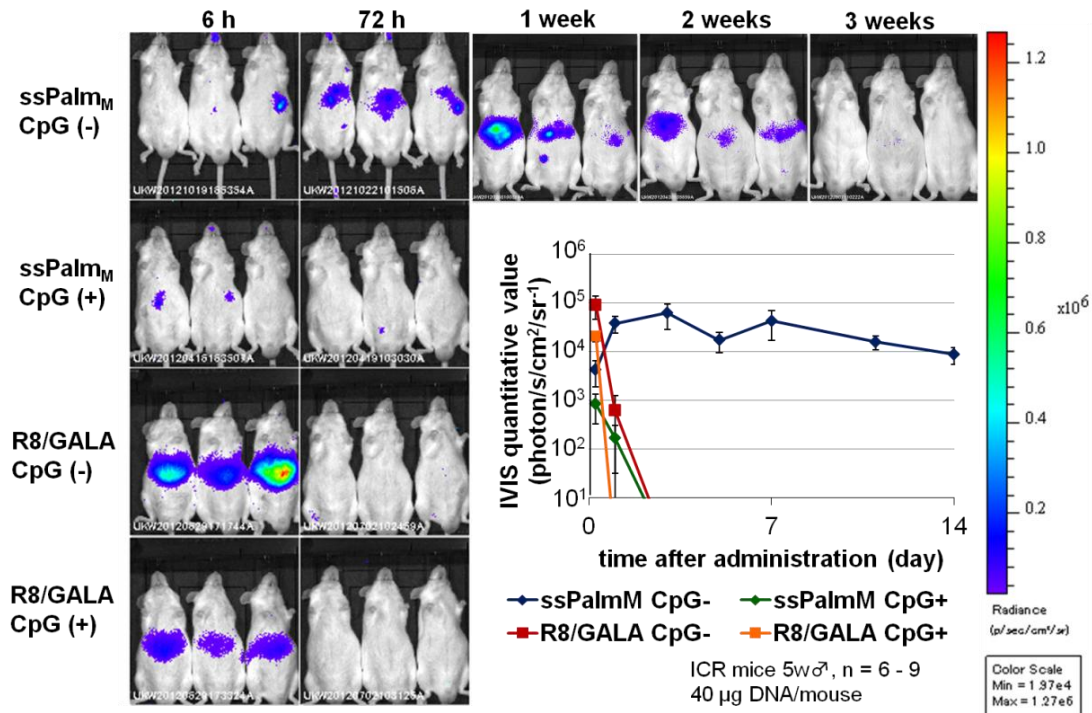 6 h
72 h
1 week
2 weeks
3 weeks
ssPalmM
CpG (-)
ssPalmM
CpG (+)
R8/GALA
CpG (-)
R8/GALA
CpG (+)
UKW20121019185354A
UKW20121022101506A
UKW20120702103125A
IVIS quantitative value
(photon/s/cm²/sr⁻¹)
10⁶
10⁵
10⁴
10³
10²
10¹
0
7
14
time after administration (day)
ssPalmM CpG-
ssPalmM CpG+
R8/GALA CpG-
R8/GALA CpG+
ICR mice 5w♂, n = 6 - 9
40 µg DNA/mouse
1.2
1.0
0.8
0.6
0.4
0.2
x10⁶
Radiance
(p/sec/cm²/sr)
Color Scale
Min = 1.97e4
Max = 1.27e6